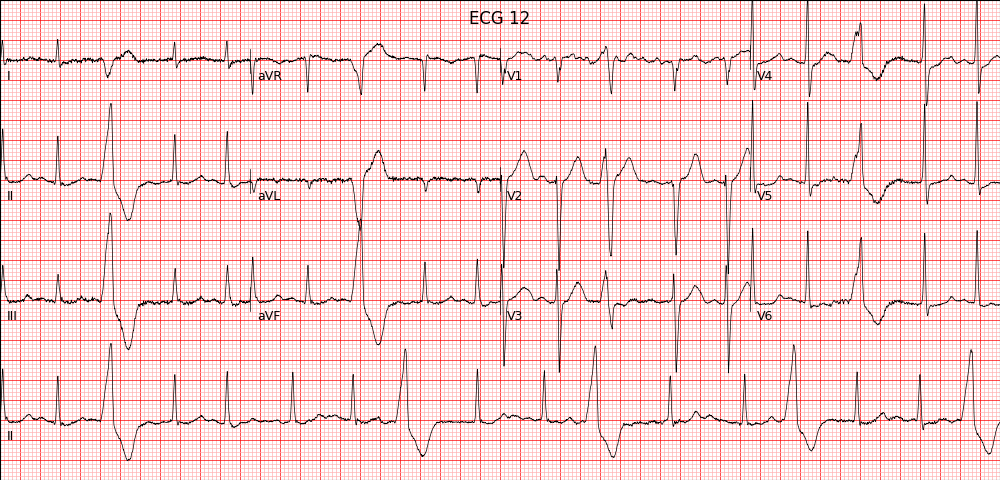 ECG 12
I aVR V1 V4
II aVL V2 V5
III aVF V3 V6
II